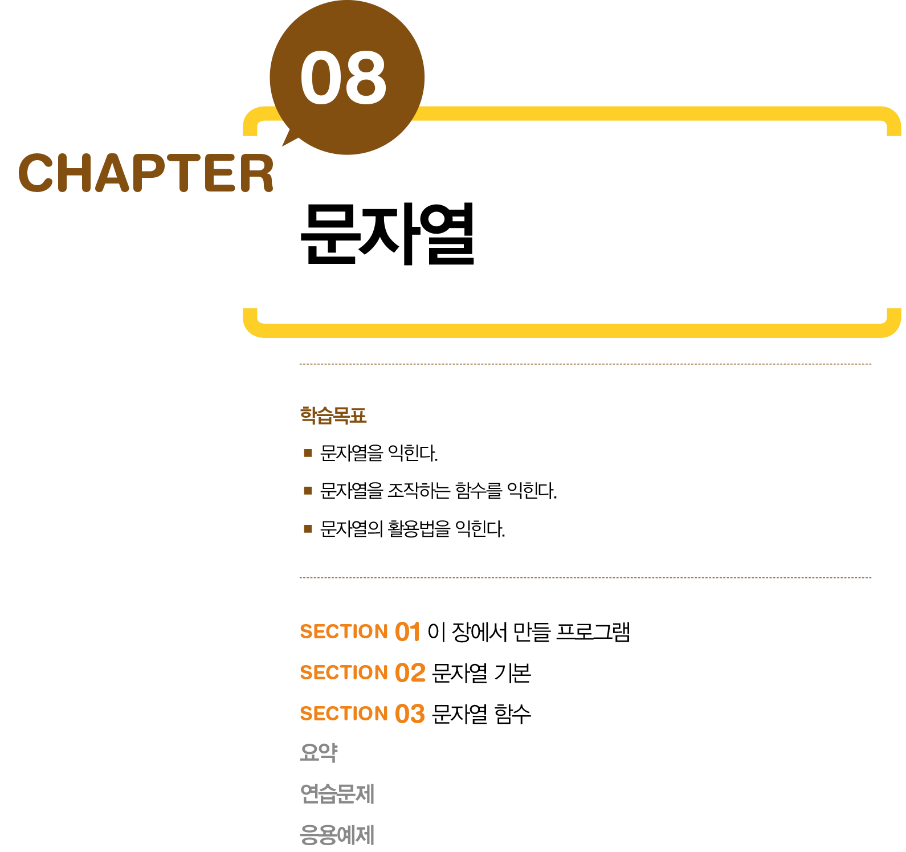 08
CHAPTER
문자열
학습목표
■ 문자열을 익힌다.
■ 문자열을 조작하는 함수를 익힌다.
■ 문자열의 활용법을 익힌다.
SECTION 01 이 장에서 만들 프로그램
SECTION 02 문자열 기본
SECTION 03 문자열 함수
요약
연습문제
응용예제